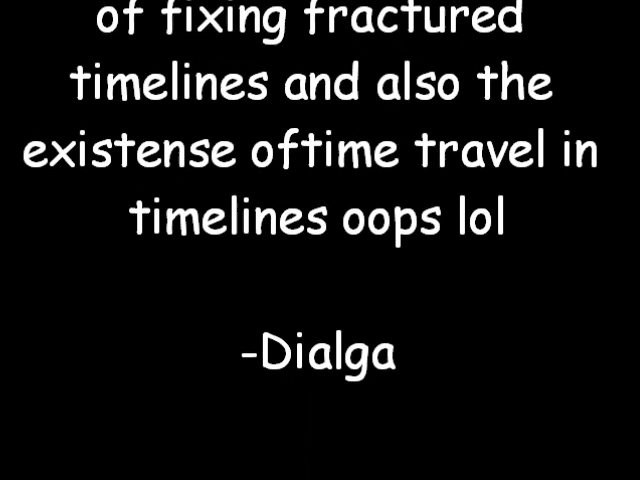 of fixing fractured
timelines and also the
existense oftime travel in
timelines oops lol
-Dialga